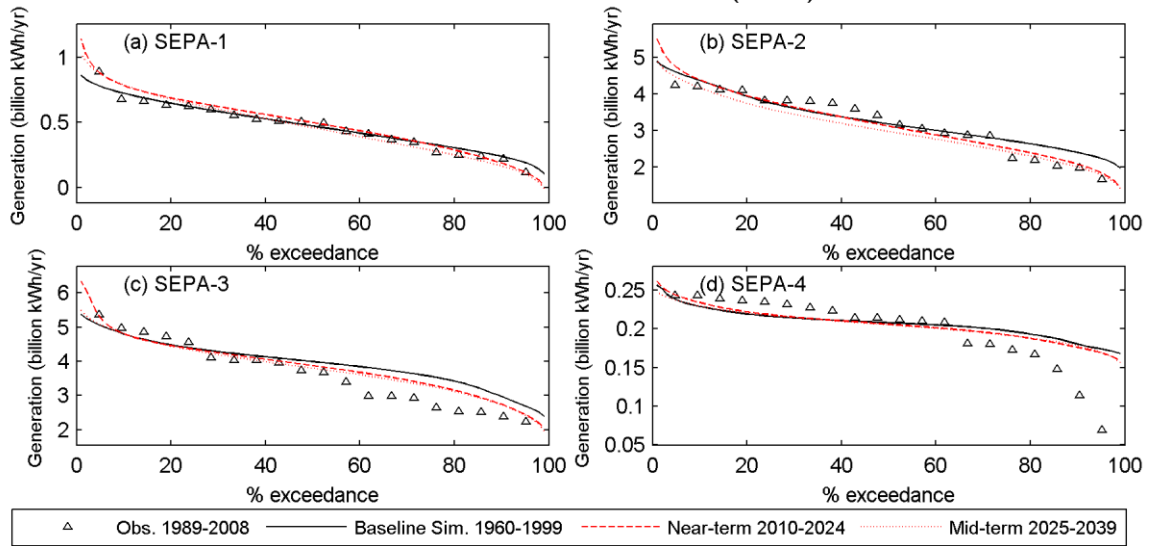 (a) SEPA-1
Generation (billion kWh/yr)
1
0.5
0
0 20 40 60 80 100
% exceedance
(b) SEPA-2
Generation (billion kWh/yr)
5
4
3
2
0 20 40 60 80 100
% exceedance
(c) SEPA-3
Generation (billion kWh/yr)
6
5
4
3
2
0 20 40 60 80 100
% exceedance
(d) SEPA-4
Generation (billion kWh/yr)
0.25
0.2
0.15
0.1
0.05
0 20 40 60 80 100
% exceedance
Obs. 1989-2008 Baseline Sim. 1960-1999 Near-term 2010-2024 Mid-term 2025-2039